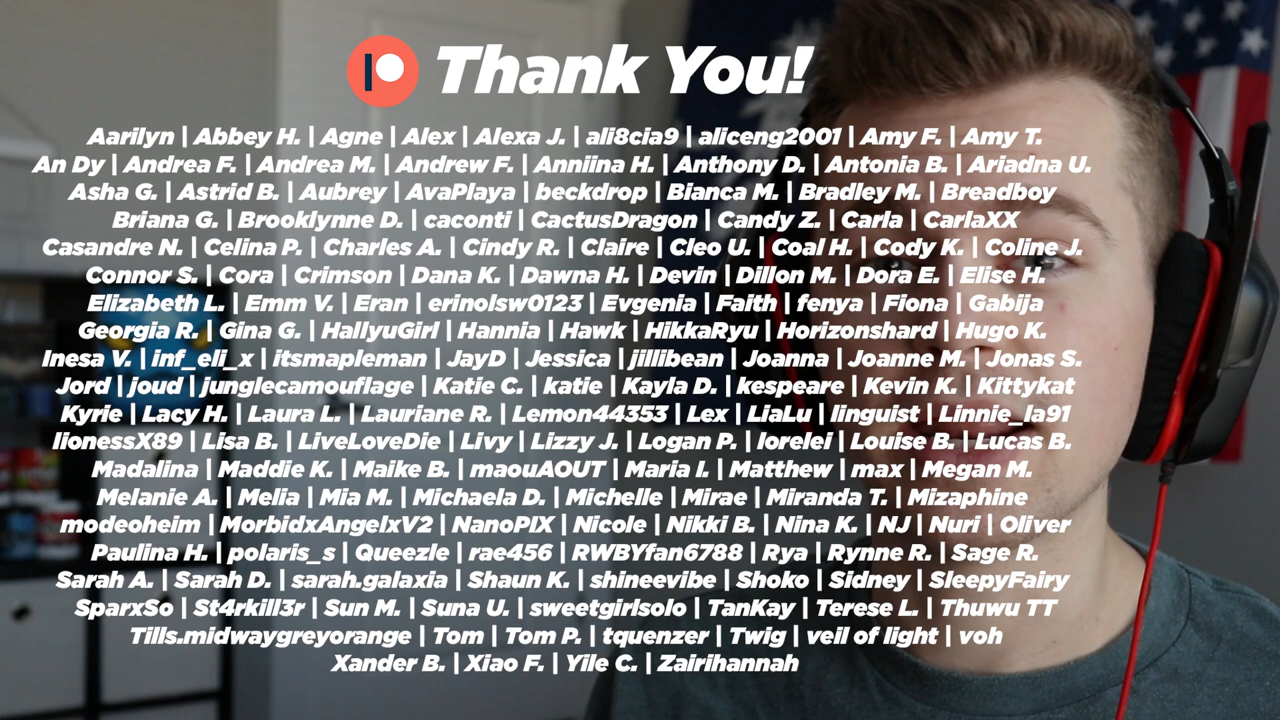 Thank You!
Aarilyn | Abbey H. | Agne | Alex | Alexa J. | ali8cia9 | aliceng2001 | Amy F. | Amy T.
An Dy | Andrea F. | Andrea M. | Andrew F. | Anniina H. | Anthony D. | Antonia B. | Ariadna U.
Asha G. | Astrid B. | Aubrey | AvaPlaya | beckdrop | Bianca M. | Bradley M. | Breadboy
Briana G. | Brooklynne D. | caconti | CactusDragon | Candy Z. | Carla | CarlaXX
Casandre N. | Celina P. | Charles A. | Cindy R. | Claire | Cleo U. | Coal H. | Cody K. | Coline J.
Connor S. | Cora | Crimson | Dana K. | Dawna H. | Devin | Dillon M. | Dora E. | Elise H.
Elizabeth L. | Emm V. | Eran | erinolsw0123 | Evgenia | Faith | fenya | Fiona | Gabija
Georgia R. | Gina G. | HallyuGirl | Hannia | Hawk | HikkaRyu | Horizonshard | Hugo K.
Inesa V. | inf_eli_x | itsmapleman | JayD | Jessica | jillibean | Joanna | Joanne M. | Jonas S.
Jord | joud | junglecamouflage | Katie C. | katie | Kayla D. | kespeare | Kevin K. | Kittykat
Kyrie | Lacy H. | Laura L. | Lauriane R. | Lemon44353 | Lex | LiaLu | linguist | Linnie_la91
lionessX89 | Lisa B. | LiveLoveDie | Livy | Lizzy J. | Logan P. | lorelei | Louise B. | Lucas B.
Madalina | Maddie K. | Maike B. | maouAOUT | Maria I. | Matthew | max | Megan M.
Melanie A. | Melia | Mia M. | Michaela D. | Michelle | Mirae | Miranda T. | Mizaphine
modeoheim | MorbidxAngelxV2 | NanoPIX | Nicole | Nikki B. | Nina K. | NJ | Nuri | Oliver
Paulina H. | polaris_s | Queezle | rae456 | RWBYfan6788 | Rya | Rynne R. | Sage R.
Sarah A. | Sarah D. | sarah.galaxia | Shaun K. | shineevibe | Shoko | Sidney | SleepyFairy
SparxSo | St4rkill3r | Sun M. | Suna U. | sweetgirlsolo | TanKay | Terese L. | Thuwu TT
Tills.midwaygreyorange | Tom | Tom P. | tquenzer | Twig | veil of light | voh
Xander B. | Xiao F. | Yile C. | Zairihannah